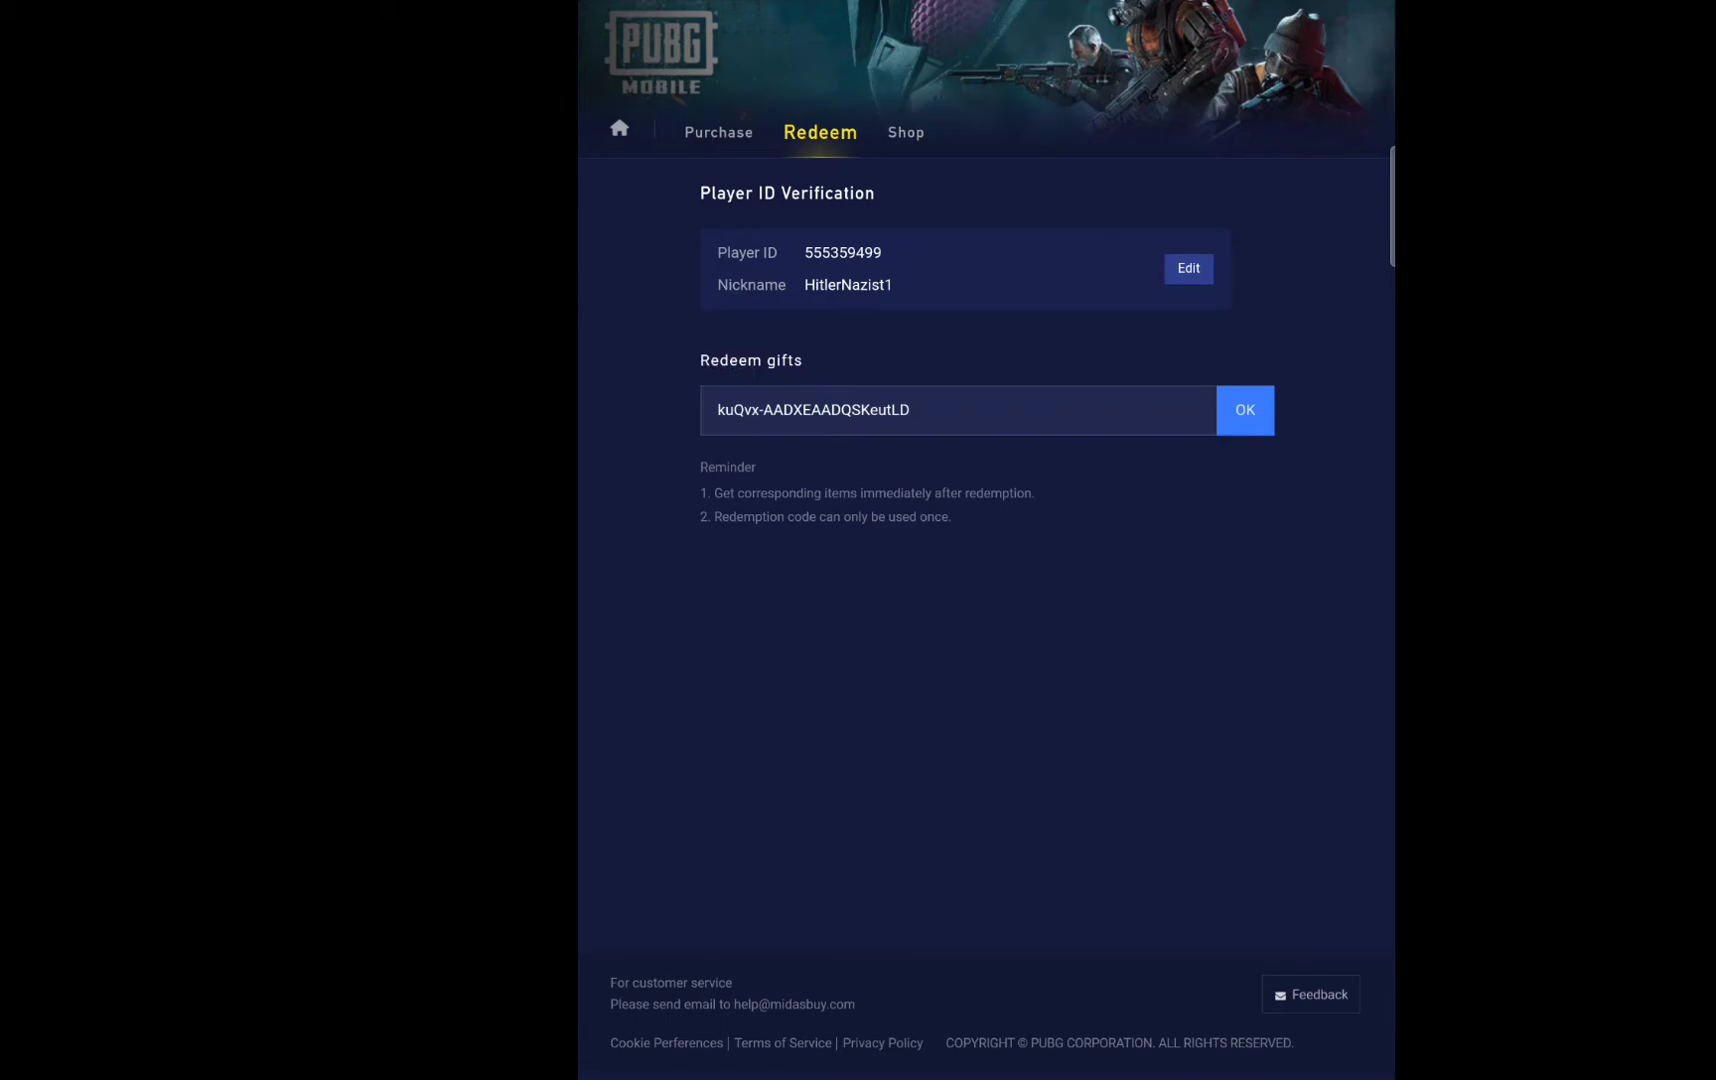 PUBG
MOBILE
Purchase Redeem Shop
Player ID Verification
Player ID 555359499
Edit
Nickname HitlerNazist1
Redeem gifts
kuQvx-AADXEAADQSKeutLD
OK
Reminder
1. Get corresponding items immediately after redemption.
2. Redemption code can only be used once.
For customer service
Please send email to help@midasbuy.com
Feedback
Cookie Perferences | Terms of Service | Privacy Policy COPYRIGHT © PUBG CORPORATION. ALL RIGHTS RESERVED.